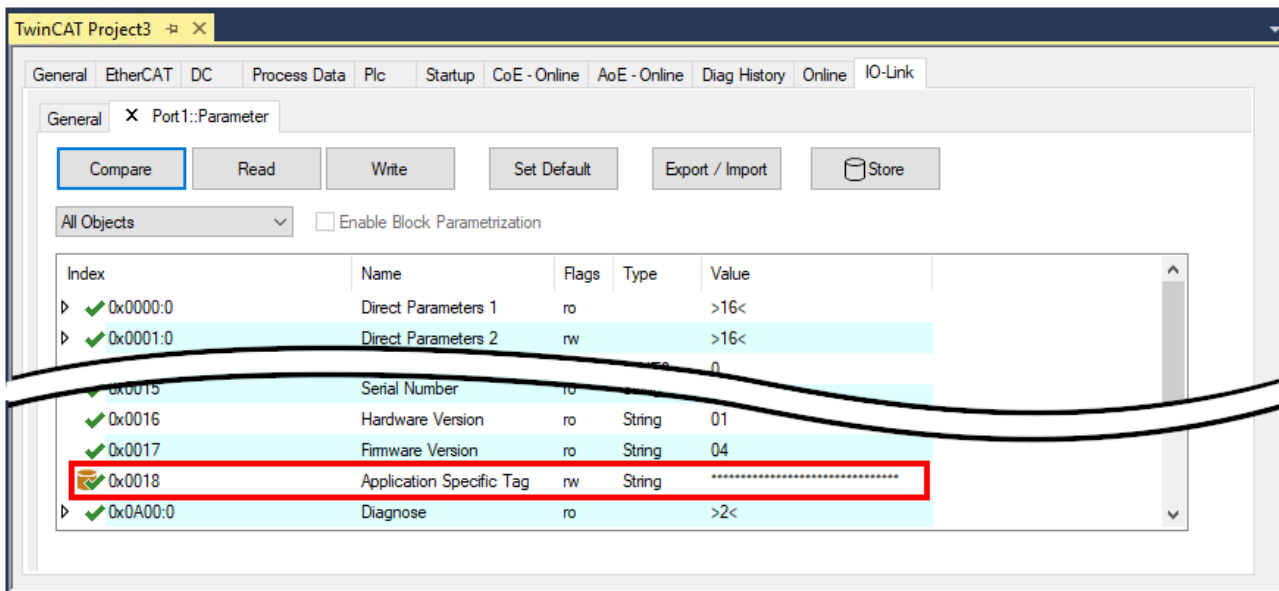 TwinCAT Project3
General EtherCAT DC Process Data Plc Startup CoE - Online AoE - Online Diag History Online IO-Link
General X Port1::Parameter
Compare Read Write Set Default Export / Import Store
All Objects Enable Block Parametrization
Index Name Flags Type Value
0x0000:0 Direct Parameters 1 ro >16<
0x0001:0 Direct Parameters 2 rw >16<
0
0x0015 Serial Number ro
0x0016 Hardware Version ro String 01
0x0017 Firmware Version ro String 04
0x0018 Application Specific Tag rw String ********************************
0x0A00:0 Diagnose ro >2<